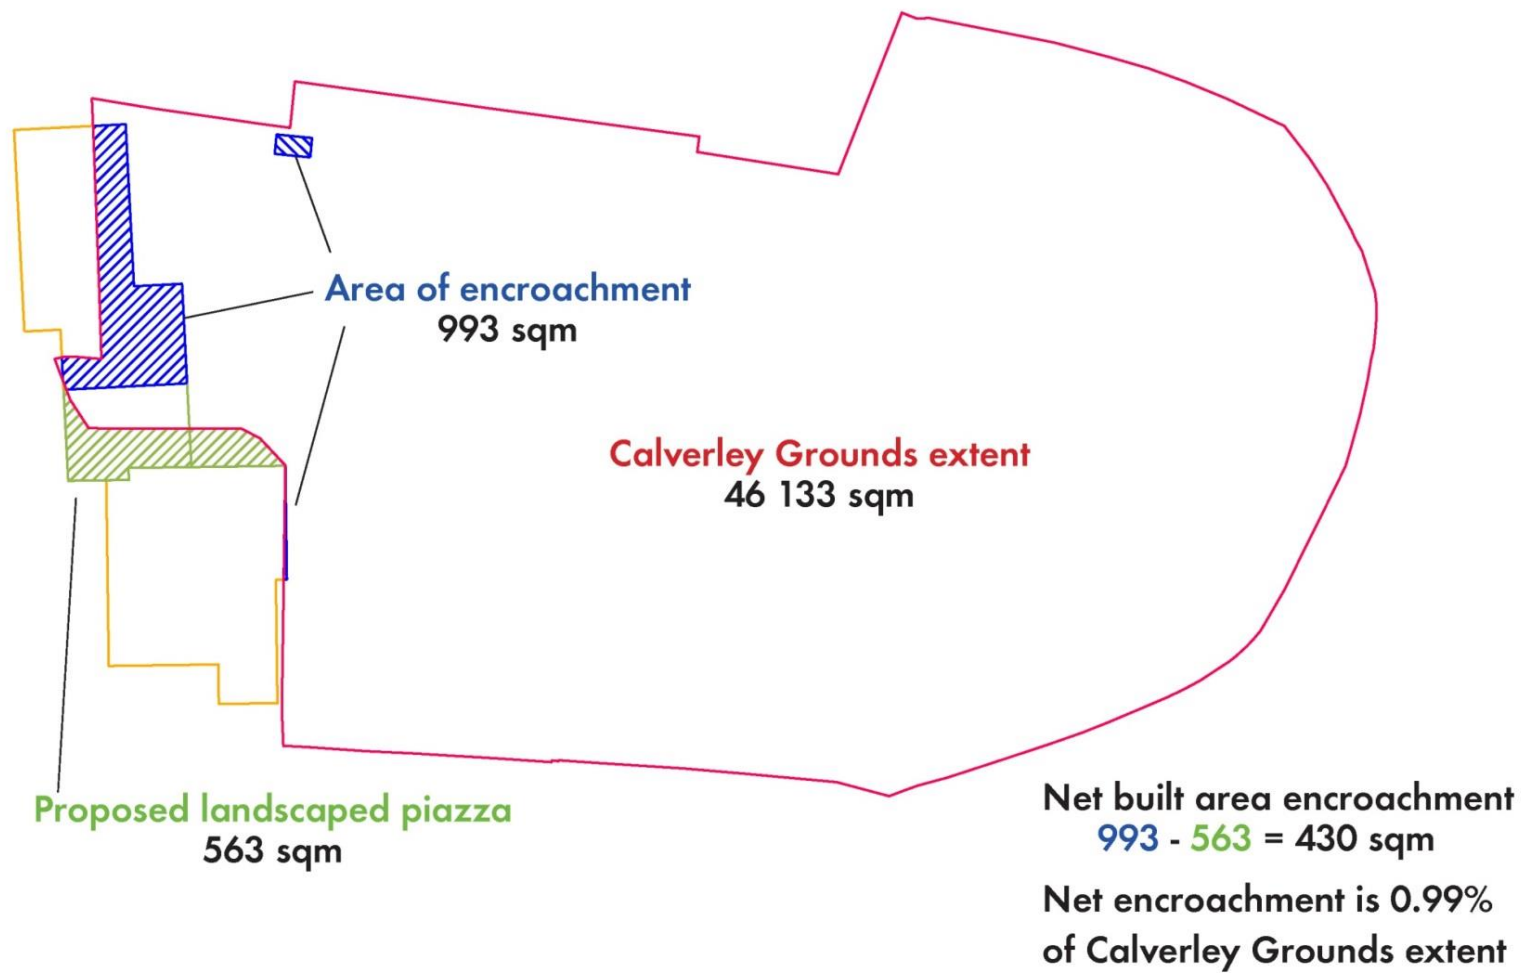 Area of encroachment
993 sqm
Calverley Grounds extent
46 133 sqm
Proposed landscaped piazza
563 sqm
Net built area encroachment
993 - 563 = 430 sqm
Net encroachment is 0.99%
of Calverley Grounds extent